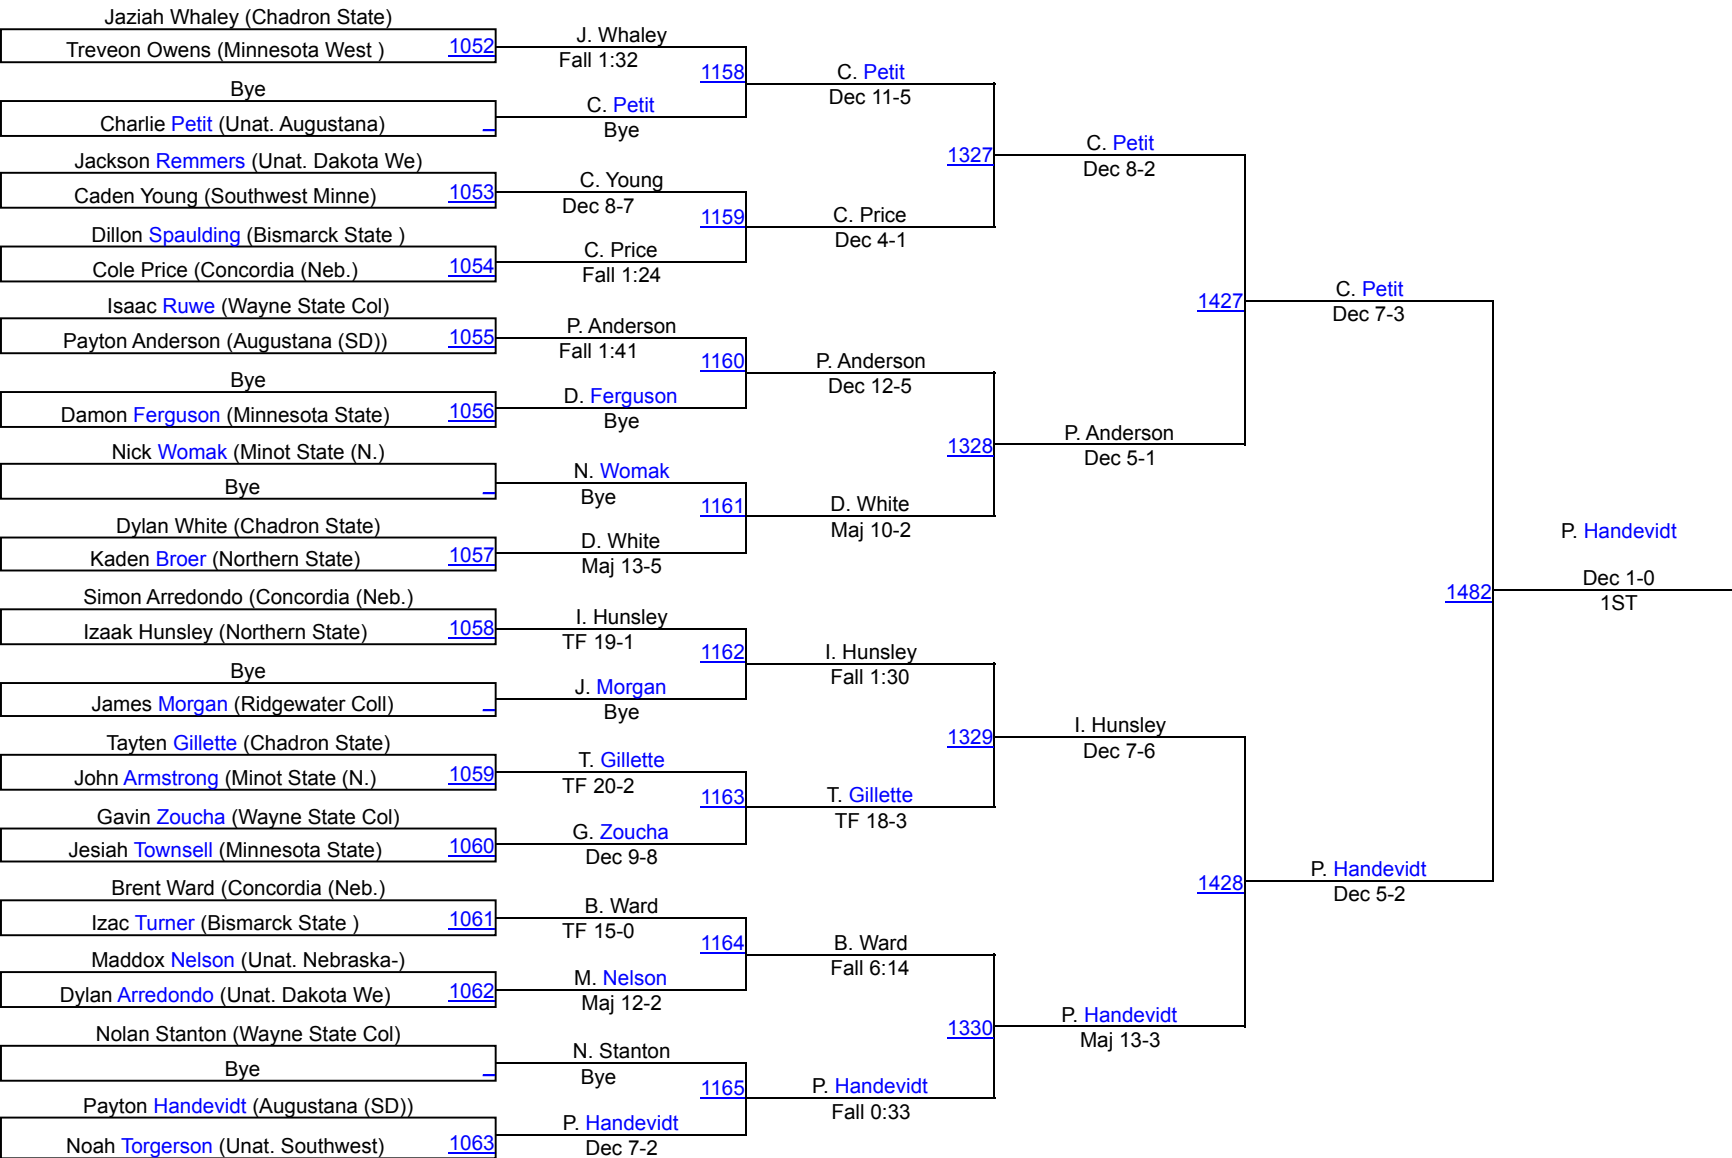 Jaziah Whaley (Chadron State)
Treveon Owens (Minnesota West ) 1052
Bye
Charlie Petit (Unat. Augustana)
Jackson Remmers (Unat. Dakota We)
Caden Young (Southwest Minne) 1053
Dillon Spaulding (Bismarck State )
Cole Price (Concordia (Neb.) 1054
Isaac Ruwe (Wayne State Col)
Payton Anderson (Augustana (SD)) 1055
Bye
Damon Ferguson (Minnesota State) 1056
Nick Womak (Minot State (N.)
Bye
Dylan White (Chadron State)
Kaden Broer (Northern State) 1057
Simon Arredondo (Concordia (Neb.)
Izaak Hunsley (Northern State) 1058
Bye
James Morgan (Ridgewater Coll)
Tayten Gillette (Chadron State)
John Armstrong (Minot State (N.) 1059
Gavin Zoucha (Wayne State Col)
Jesiah Townsell (Minnesota State) 1060
Brent Ward (Concordia (Neb.)
Izac Turner (Bismarck State ) 1061
Maddox Nelson (Unat. Nebraska-)
Dylan Arredondo (Unat. Dakota We) 1062
Nolan Stanton (Wayne State Col)
Bye
Payton Handevidt (Augustana (SD))
Noah Torgerson (Unat. Southwest) 1063
J. Whaley
Fall 1:32
1158
C. Petit
Bye
C. Young
Dec 8-7
1159
C. Price
Fall 1:24
P. Anderson
Fall 1:41
1160
D. Ferguson
Bye
N. Womak
Bye
1161
D. White
Maj 13-5
I. Hunsley
TF 19-1
1162
J. Morgan
Bye
T. Gillette
TF 20-2
1163
G. Zoucha
Dec 9-8
B. Ward
TF 15-0
1164
M. Nelson
Maj 12-2
N. Stanton
Bye
1165
P. Handevidt
Dec 7-2
C. Petit
Dec 11-5
1327
C. Price
Dec 4-1
P. Anderson
Dec 12-5
1328
D. White
Maj 10-2
I. Hunsley
Fall 1:30
1329
T. Gillette
TF 18-3
B. Ward
Fall 6:14
1330
P. Handevidt
Fall 0:33
C. Petit
Dec 8-2
1427
P. Anderson
Dec 5-1
I. Hunsley
Dec 7-6
1428
P. Handevidt
Maj 13-3
C. Petit
Dec 7-3
1482
P. Handevidt
Dec 5-2
P. Handevidt
Dec 1-0
1ST